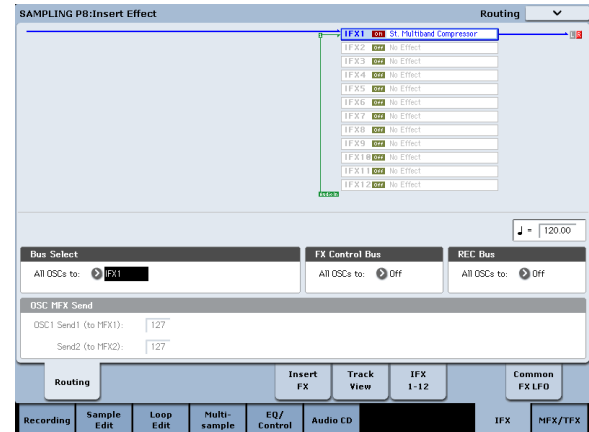 SAMPLING P8:Insert Effect Routing
IFX1 On St. Multiband Compressor L R
IFX2 Off No Effect
IFX3 Off No Effect
IFX4 Off No Effect
IFX5 Off No Effect
IFX6 Off No Effect
IFX7 Off No Effect
IFX8 Off No Effect
IFX9 Off No Effect
IFX10 Off No Effect
IFX11 Off No Effect
IFX12 Off No Effect
♩ = 120.00
Bus Select FX Control Bus REC Bus
All OSCs to: IFX1 All OSCs to: Off All OSCs to: Off
OSC MFX Send
OSC1 Send1 (to MFX1): 127
Send2 (to MFX2): 127
Routing
Insert FX
Track View
IFX 1-12
Common FX LFO
Recording
Sample Edit
Loop Edit
Multi-sample
EQ/Control
Audio CD
IFX
MFX/TFX